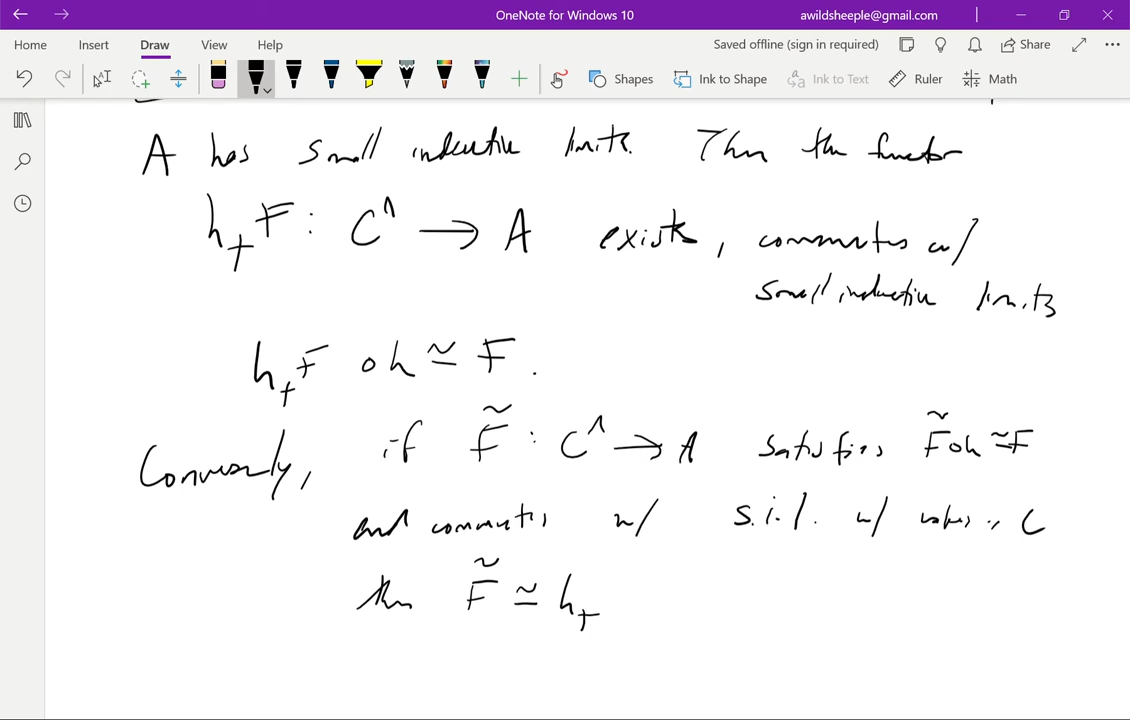 OneNote for Windows 10
awildsheeple@gmail.com
Home Insert Draw View Help
Saved offline (sign in required)
Share
Shapes
Ink to Shape
Ink to Text
Ruler
Math
A has small inductive limits. Then the functor
h†F : C^ → A exists, commutes w/
small inductive limits
h†F ∘ h ≃ F.
Conversely, if F̃ : C^ → A satisfies F̃∘h ≃ F
and commutes w/ s.i.l. w/ values in C
then F̃ ≃ h†